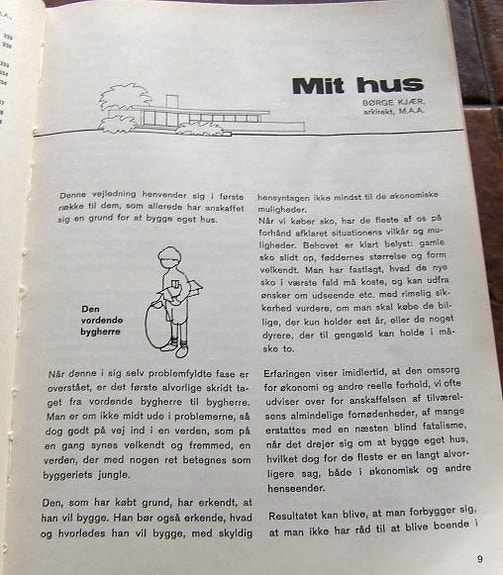 Mit hus
BØRGE KJÆR,
arkitekt, M.A.A.
Denne vejledning henvender sig i første
række til dem, som allerede har anskaffet
sig en grund for at bygge eget hus.
Den
vordende
bygherre
Når denne i sig selv problemfyldte fase er
overstået, er det første alvorlige skridt ta-
get fra vordende bygherre til bygherre.
Man er om ikke midt ude i problemerne, så
dog godt på vej ind i en verden, som på
en gang synes velkendt og fremmed, en
verden, der med nogen ret betegnes som
byggeriets jungle.
Den, som har købt grund, har erkendt, at
han vil bygge. Han bør også erkende, hvad
og hvorledes han vil bygge, med skyldig
hensyntagen ikke mindst til de økonomiske
muligheder.
Når vi køber sko, har de fleste af os på
forhånd afklaret situationens vilkår og mu-
ligheder. Behovet er klart belyst: gamle
sko slidt op, føddernes størrelse og form
velkendt. Man har fastlagt, hvad de nye
sko i værste fald må koste, og kan udfra
ønsker om udseende etc. med rimelig sik-
kerhed vurdere, om man skal købe de bil-
lige, der kun holder eet år, eller de noget
dyrere, der til gengæld kan holde i må-
ske to.
Erfaringen viser imidlertid, at den omsorg
for økonomi og andre reelle forhold, vi ofte
udviser over for anskaffelsen af tilværel-
sens almindelige fornødenheder, af mange
erstattes med en næsten blind fatalisme,
når det drejer sig om at bygge eget hus,
hvilket dog for de fleste er en langt alvor-
ligere sag, både i økonomisk og andre
henseender.
Resultatet kan blive, at man forbygger sig,
at man ikke har råd til at blive boende i
9